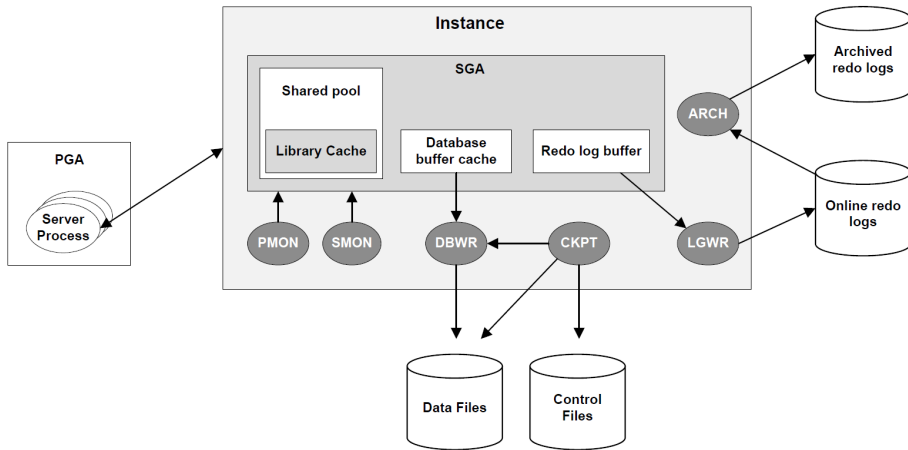 Instance
SGA
Shared pool
Library Cache
Database
buffer cache
Redo log buffer
PMON
SMON
DBWR
CKPT
LGWR
ARCH
Archived
redo logs
Online redo
logs
PGA
Server
Process
Data Files
Control
Files